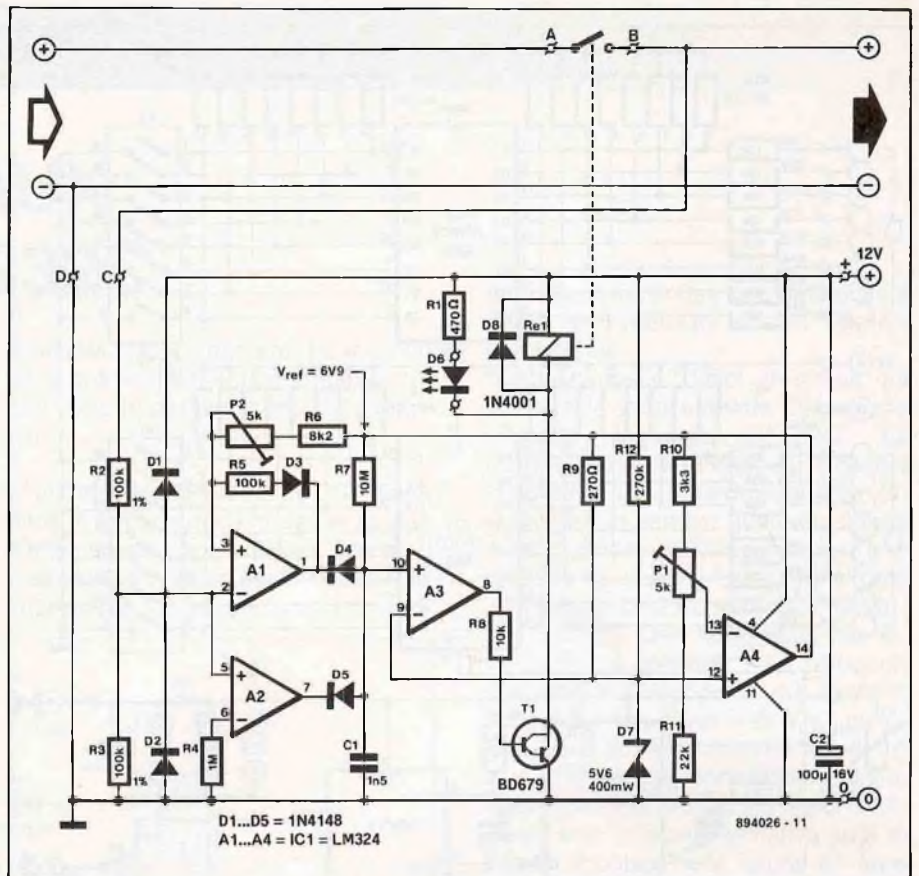 +
A
B
+
−
−
D
C
12V
+
+
R1
470Ω
D8
Re1
D6
Vref = 6V9
1N4001
P2
5k
R6
8k2
R2
100k
1%
D1
R5
100k
D3
R7
10M
R9
270Ω
R12
270k
R10
3k3
3
+
A1
1
D4
2
−
10
+
A3
8
9
−
P1
5k
R8
10k
13
−
4
A4
14
12
+
11
5
+
A2
7
D5
6
−
R3
100k
1%
D2
R4
1M
C1
1n5
T1
BD679
D7
5V6
400mW
R11
22k
C2
100µ
16V
0
0
D1...D5 = 1N4148
A1...A4 = IC1 = LM324
894026 - 11